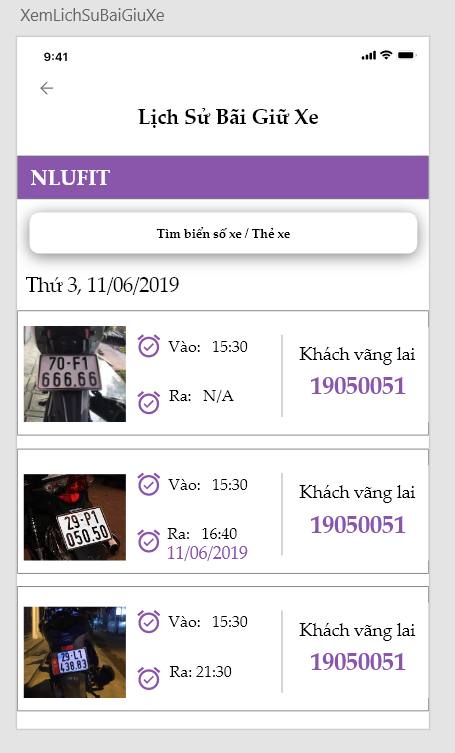 XemLichSuBaiGiuXe
9:41
Lịch Sử Bãi Giữ Xe
NLUFIT
Tìm biển số xe / Thẻ xe
Thứ 3, 11/06/2019
70-F1
666.66
Vào: 15:30
Ra: N/A
Khách vãng lai
19050051
29-P1
050.50
Vào: 15:30
Ra: 16:40
11/06/2019
Khách vãng lai
19050051
29-L1
438.83
Vào: 15:30
Ra: 21:30
Khách vãng lai
19050051